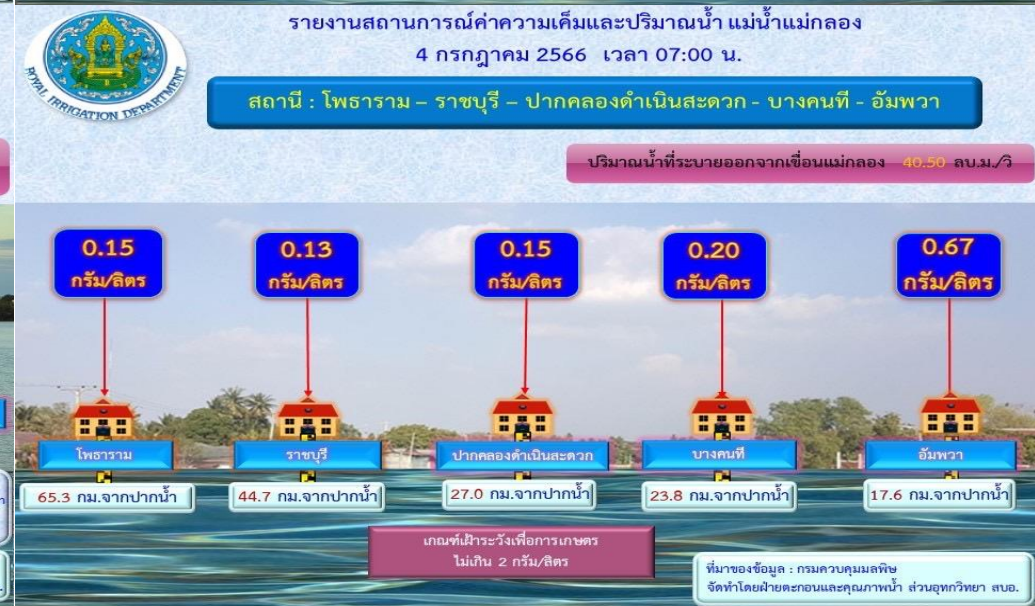 รายงานสถานการณ์ค่าความเค็มและปริมาณน้ำ แม่น้ำแม่กลอง
4 กรกฎาคม 2566 เวลา 07:00 น.
ROYAL IRRIGATION DEPARTMENT
สถานี : โพธาราม – ราชบุรี – ปากคลองดำเนินสะดวก - บางคนที - อัมพวา
ปริมาณน้ำที่ระบายออกจากเขื่อนแม่กลอง 40.50 ลบ.ม./วิ
0.15 0.13 0.15 0.20 0.67
กรัม/ลิตร กรัม/ลิตร กรัม/ลิตร กรัม/ลิตร กรัม/ลิตร
โพธาราม ราชบุรี ปากคลองดำเนินสะดวก บางคนที อัมพวา
65.3 กม.จากปากน้ำ 44.7 กม.จากปากน้ำ 27.0 กม.จากปากน้ำ 23.8 กม.จากปากน้ำ 17.6 กม.จากปากน้ำ
เกณฑ์เฝ้าระวังเพื่อการเกษตร
ไม่เกิน 2 กรัม/ลิตร
ที่มาของข้อมูล : กรมควบคุมมลพิษ
จัดทำโดยฝ่ายตะกอนและคุณภาพน้ำ ส่วนอุทกวิทยา สบอ.